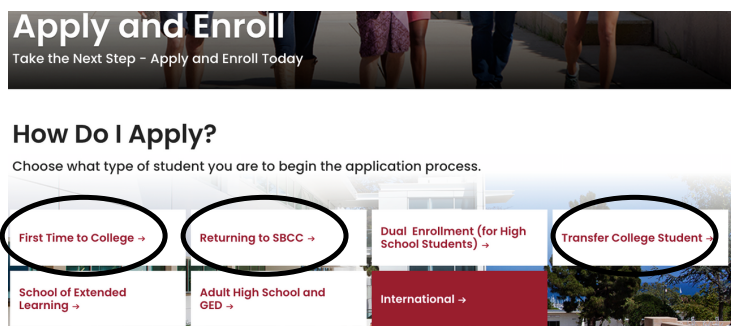 Apply and Enroll
Take the Next Step - Apply and Enroll Today
How Do I Apply?
Choose what type of student you are to begin the application process.
First Time to College →
Returning to SBCC →
Dual Enrollment (for High
School Students) →
Transfer College Student →
School of Extended
Learning →
Adult High School and
GED →
International →